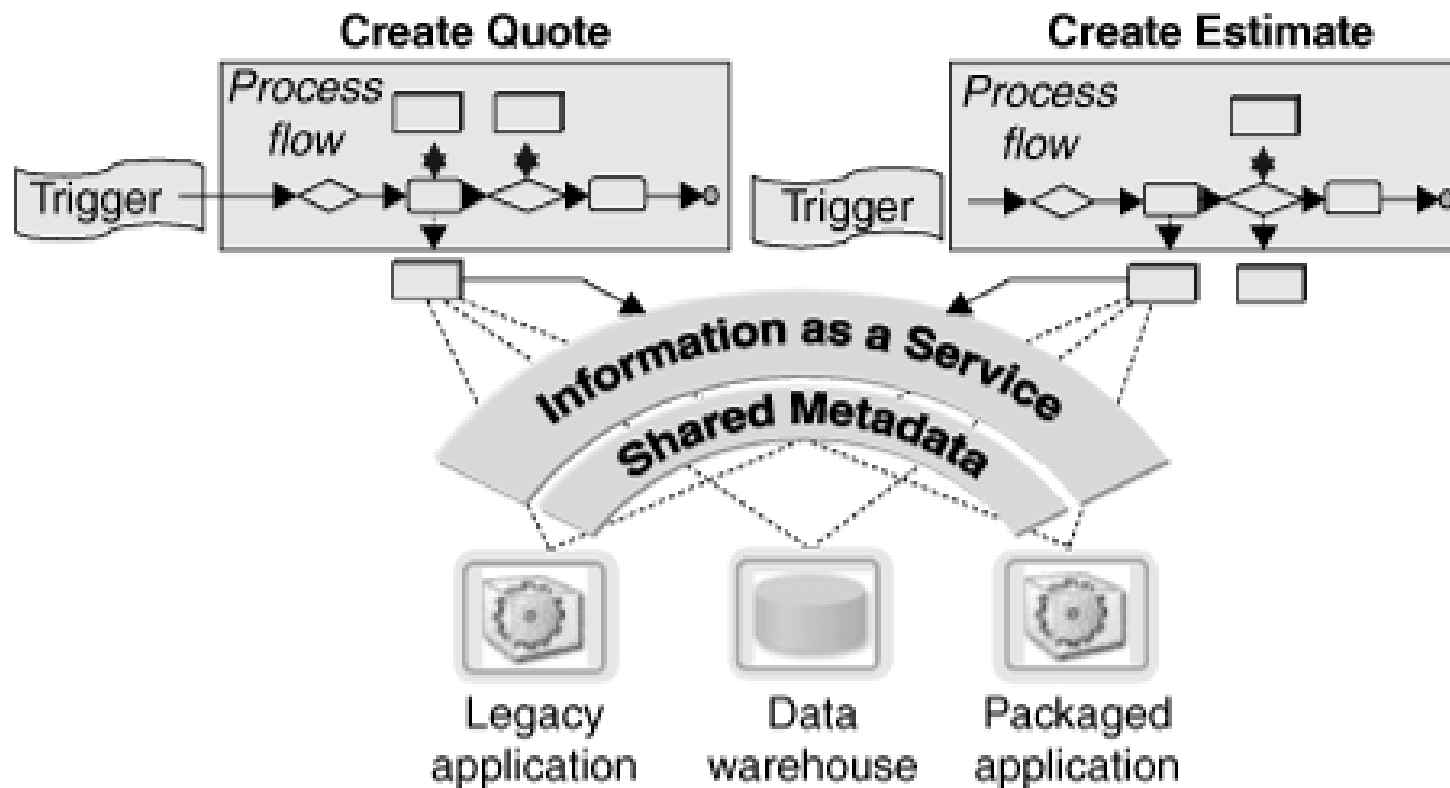 Create Quote
Create Estimate
Process
flow
Trigger
Process
flow
Trigger
Information as a Service
Shared Metadata
Legacy
application
Data
warehouse
Packaged
application